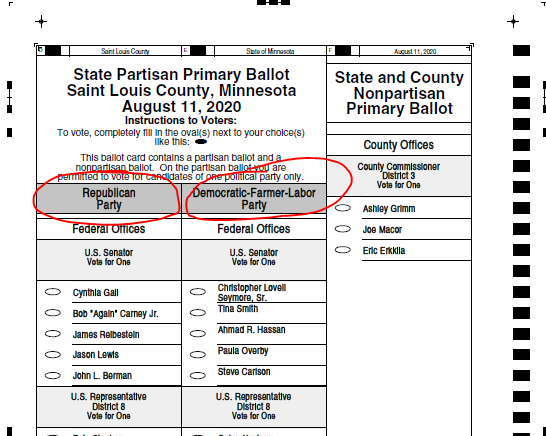 Saint Louis County
E
State of Minnesota
F
August 11, 2020
State Partisan Primary Ballot
Saint Louis County, Minnesota
August 11, 2020
Instructions to Voters:
To vote, completely fill in the oval(s) next to your choice(s)
like this:
This ballot card contains a partisan ballot and a
nonpartisan ballot. On the partisan ballot you are
permitted to vote for candidates of one political party only.
Republican
Party
Federal Offices
U.S. Senator
Vote for One
Cynthia Gail
Bob "Again" Carney Jr.
James Reibestein
Jason Lewis
John L. Berman
U.S. Representative
District 8
Vote for One
Democratic-Farmer-Labor
Party
Federal Offices
U.S. Senator
Vote for One
Christopher Lovell
Seymore, Sr.
Tina Smith
Ahmad R. Hassan
Paula Overby
Steve Carlson
U.S. Representative
District 8
Vote for One
State and County
Nonpartisan
Primary Ballot
County Offices
County Commissioner
District 3
Vote for One
Ashley Grimm
Joe Macor
Eric Erkkila